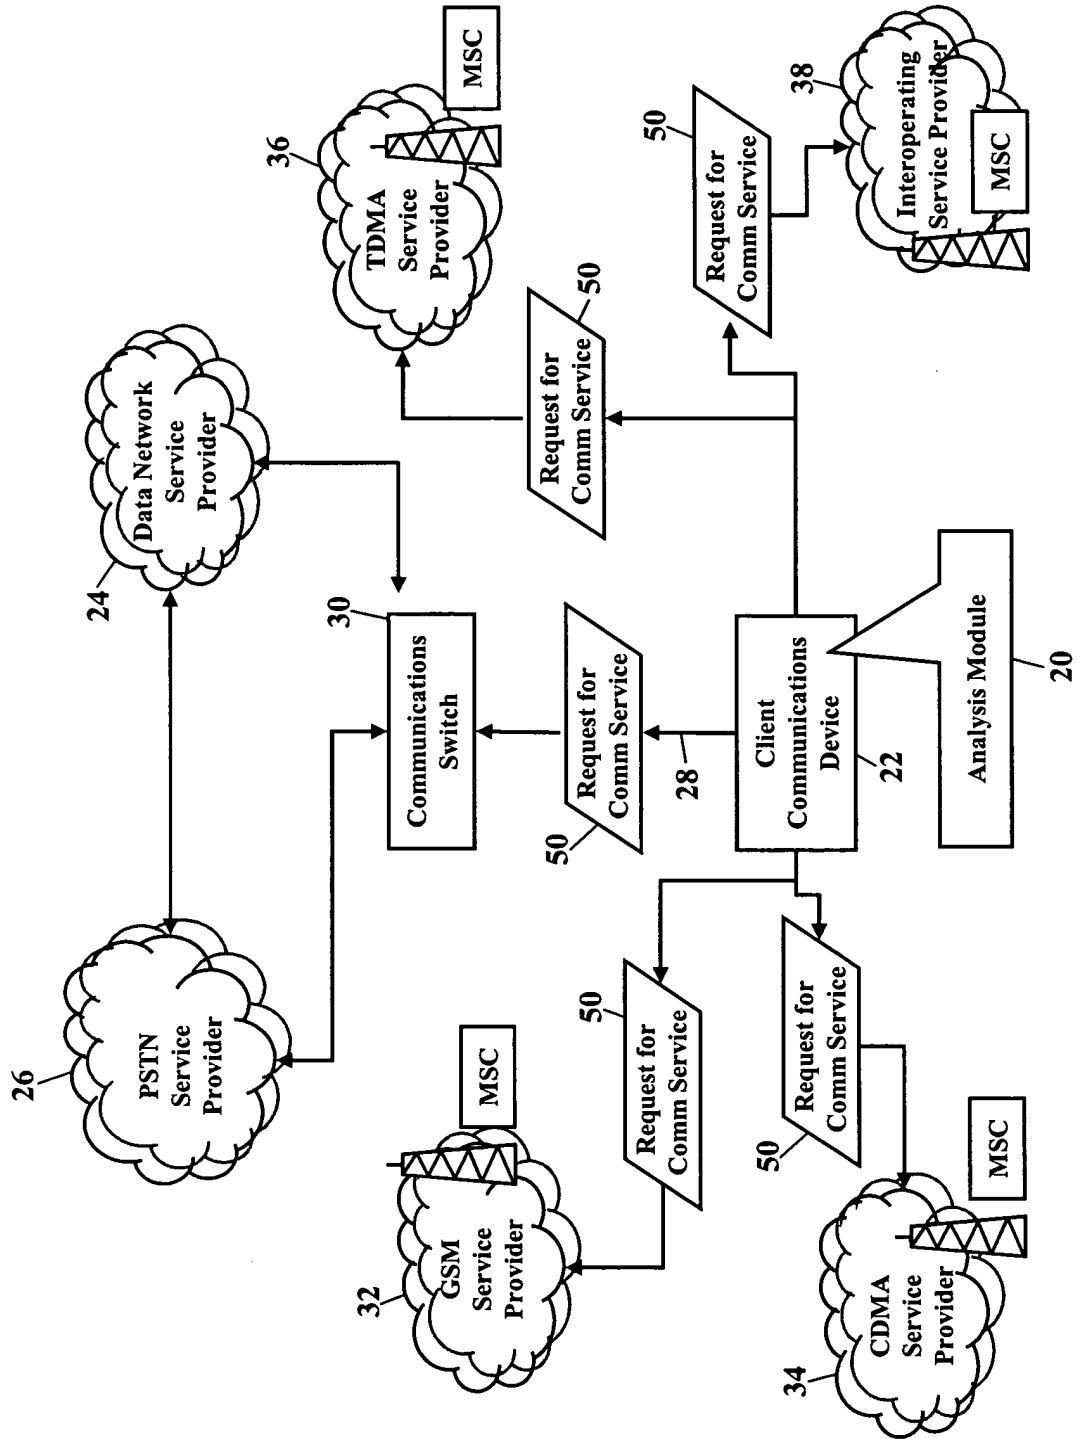 26
PSTN
Service
Provider
24
Data Network
Service
Provider
32
GSM
Service
Provider
MSC
30
Communications
Switch
36
TDMA
Service
Provider
MSC
50
Request for
Comm Service
50
Request for
Comm Service
50
Request for
Comm Service
28
50
Request for
Comm Service
50
Request for
Comm Service
34
CDMA
Service
Provider
MSC
Client
Communications
Device
22
38
Interoperating
Service Provider
MSC
Analysis Module
20